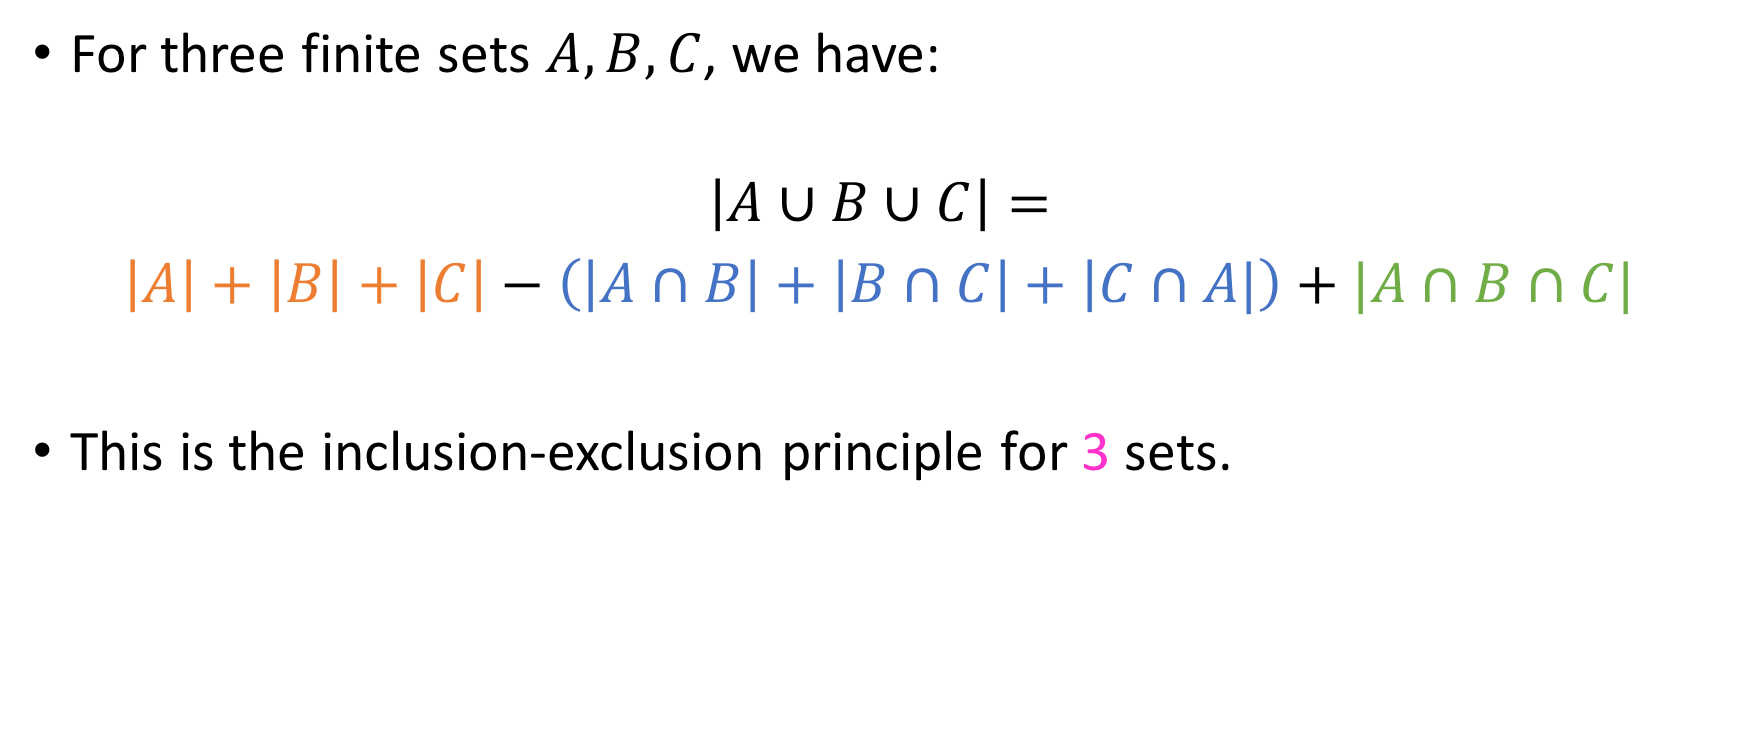 • For three finite sets A, B, C, we have:
|A ∪ B ∪ C| =
|A| + |B| + |C| − (|A ∩ B| + |B ∩ C| + |C ∩ A|) + |A ∩ B ∩ C|
• This is the inclusion-exclusion principle for 3 sets.